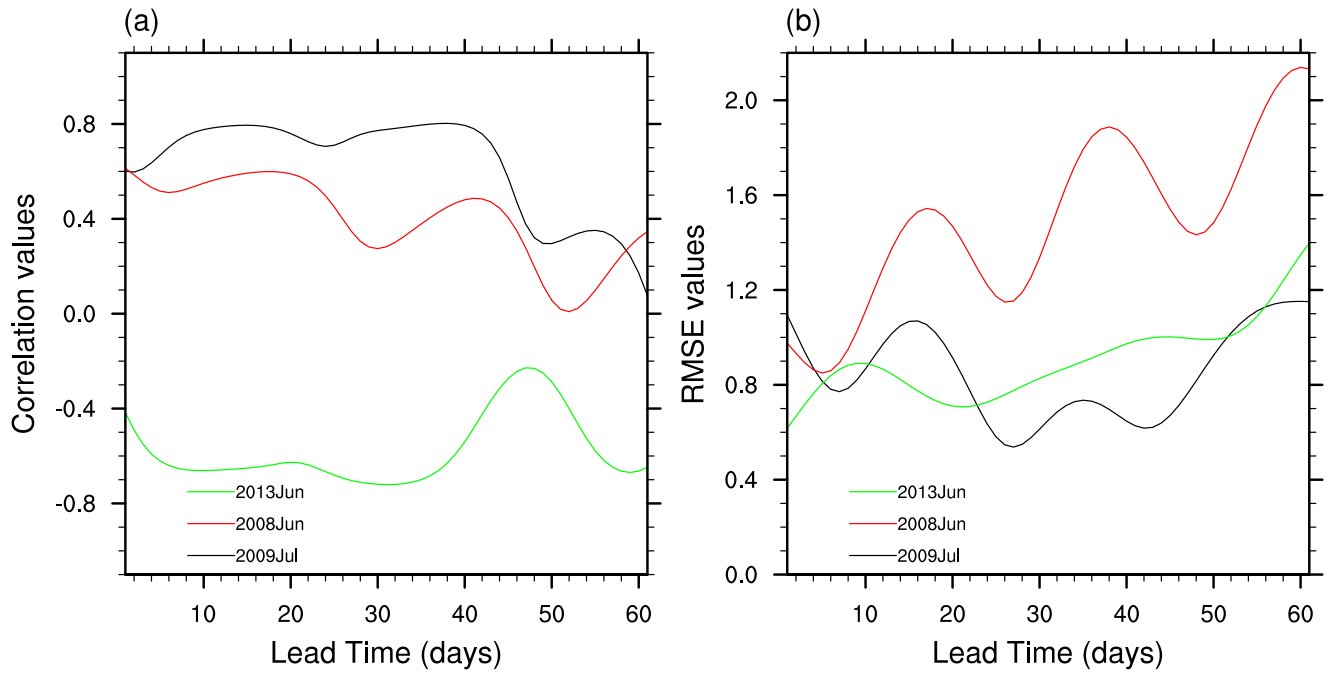 (a)
Correlation values
0.8
0.4
0.0
-0.4
-0.8
2013Jun
2008Jun
2009Jul
10 20 30 40 50 60
Lead Time (days)
(b)
RMSE values
2.0
1.6
1.2
0.8
0.4
0.0
2013Jun
2008Jun
2009Jul
10 20 30 40 50 60
Lead Time (days)